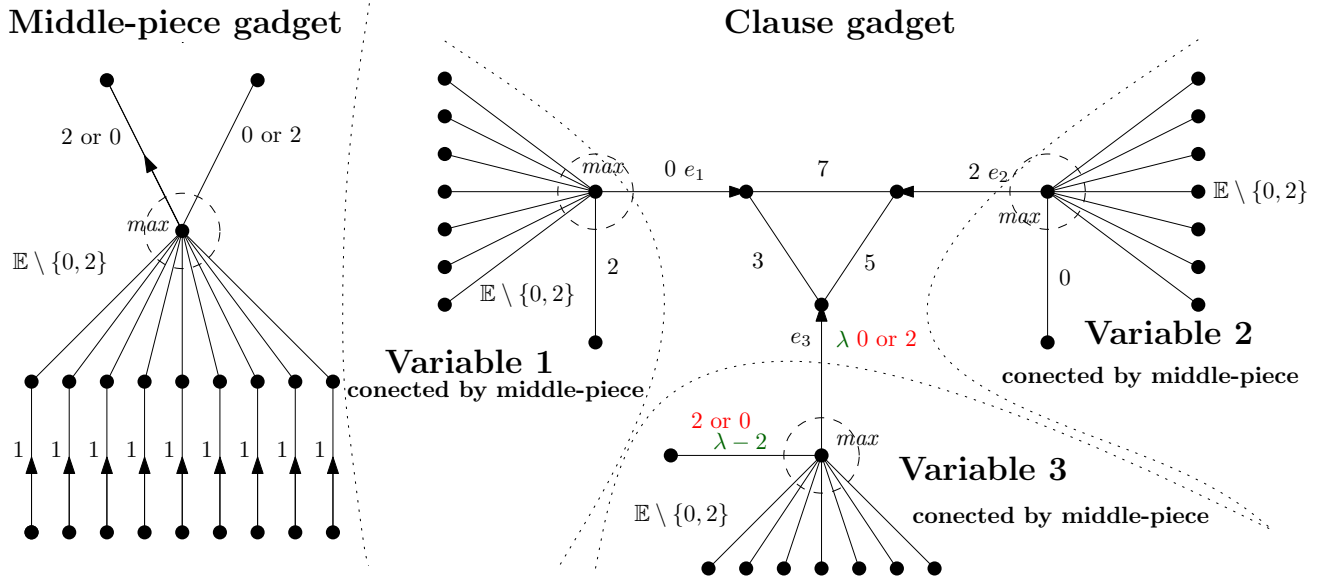 Middle-piece gadget
2 or 0
0 or 2
max
𝔼 \ {0, 2}
1 1 1 1 1 1 1 1 1
Clause gadget
max
0 e₁
7
2 e₂
max
𝔼 \ {0, 2}
2
3
5
0
𝔼 \ {0, 2}
e₃
λ 0 or 2
Variable 1
conected by middle-piece
Variable 2
conected by middle-piece
2 or 0
λ − 2
max
Variable 3
𝔼 \ {0, 2}
conected by middle-piece